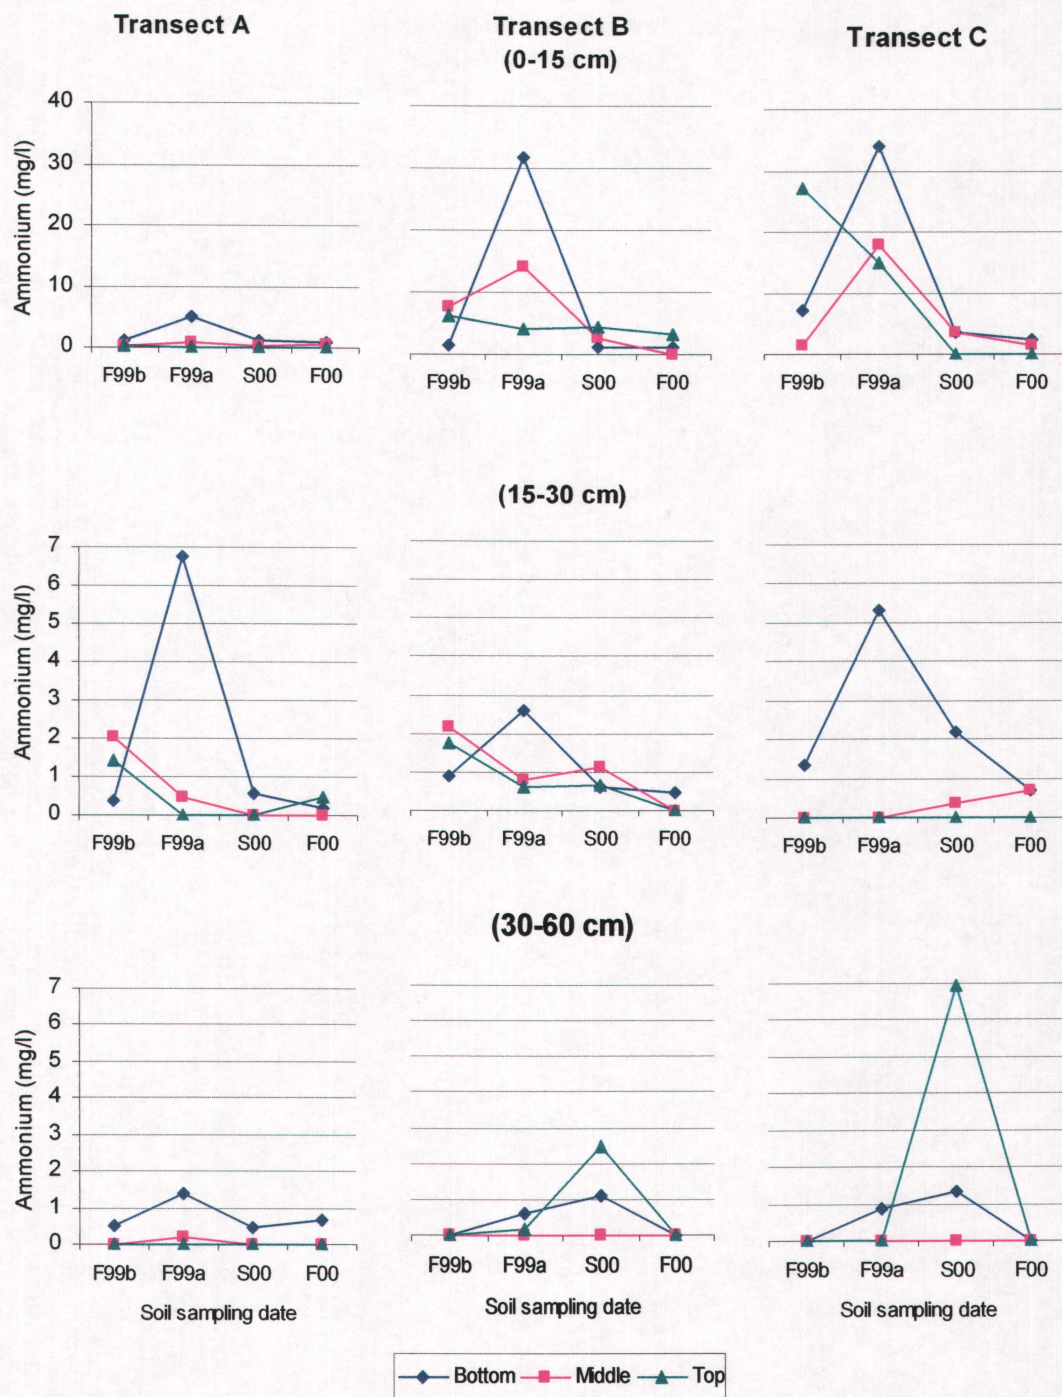 Transect A
Transect B
(0-15 cm)
Transect C
Ammonium (mg/l)
40
30
20
10
0
F99b F99a S00 F00
F99b F99a S00 F00
F99b F99a S00 F00
(15-30 cm)
Ammonium (mg/l)
7
6
5
4
3
2
1
0
F99b F99a S00 F00
F99b F99a S00 F00
F99b F99a S00 F00
(30-60 cm)
Ammonium (mg/l)
7
6
5
4
3
2
1
0
F99b F99a S00 F00
F99b F99a S00 F00
F99b F99a S00 F00
Soil sampling date
Soil sampling date
Soil sampling date
Bottom Middle Top